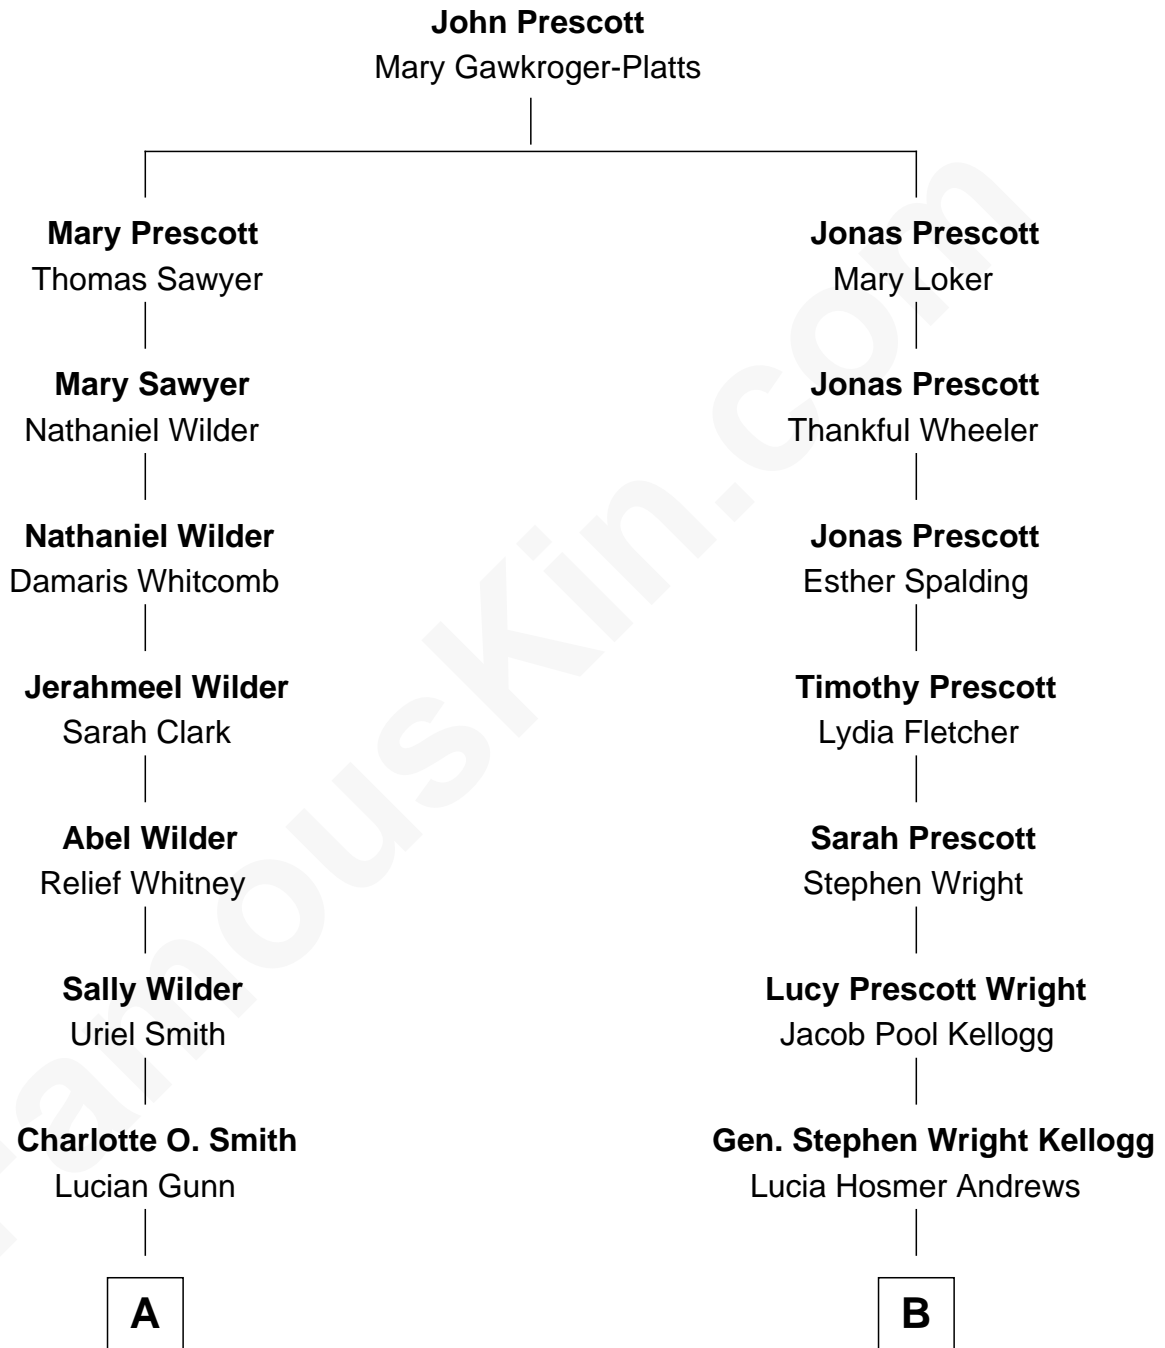 John Prescott
Mary Gawkroger-Platts
Mary Prescott
Thomas Sawyer
Jonas Prescott
Mary Loker
Mary Sawyer
Nathaniel Wilder
Jonas Prescott
Thankful Wheeler
Nathaniel Wilder
Damaris Whitcomb
Jonas Prescott
Esther Spalding
Jerahmeel Wilder
Sarah Clark
Timothy Prescott
Lydia Fletcher
Abel Wilder
Relief Whitney
Sarah Prescott
Stephen Wright
Sally Wilder
Uriel Smith
Lucy Prescott Wright
Jacob Pool Kellogg
Charlotte O. Smith
Lucian Gunn
Gen. Stephen Wright Kellogg
Lucia Hosmer Andrews
A
B
FamousKin.com